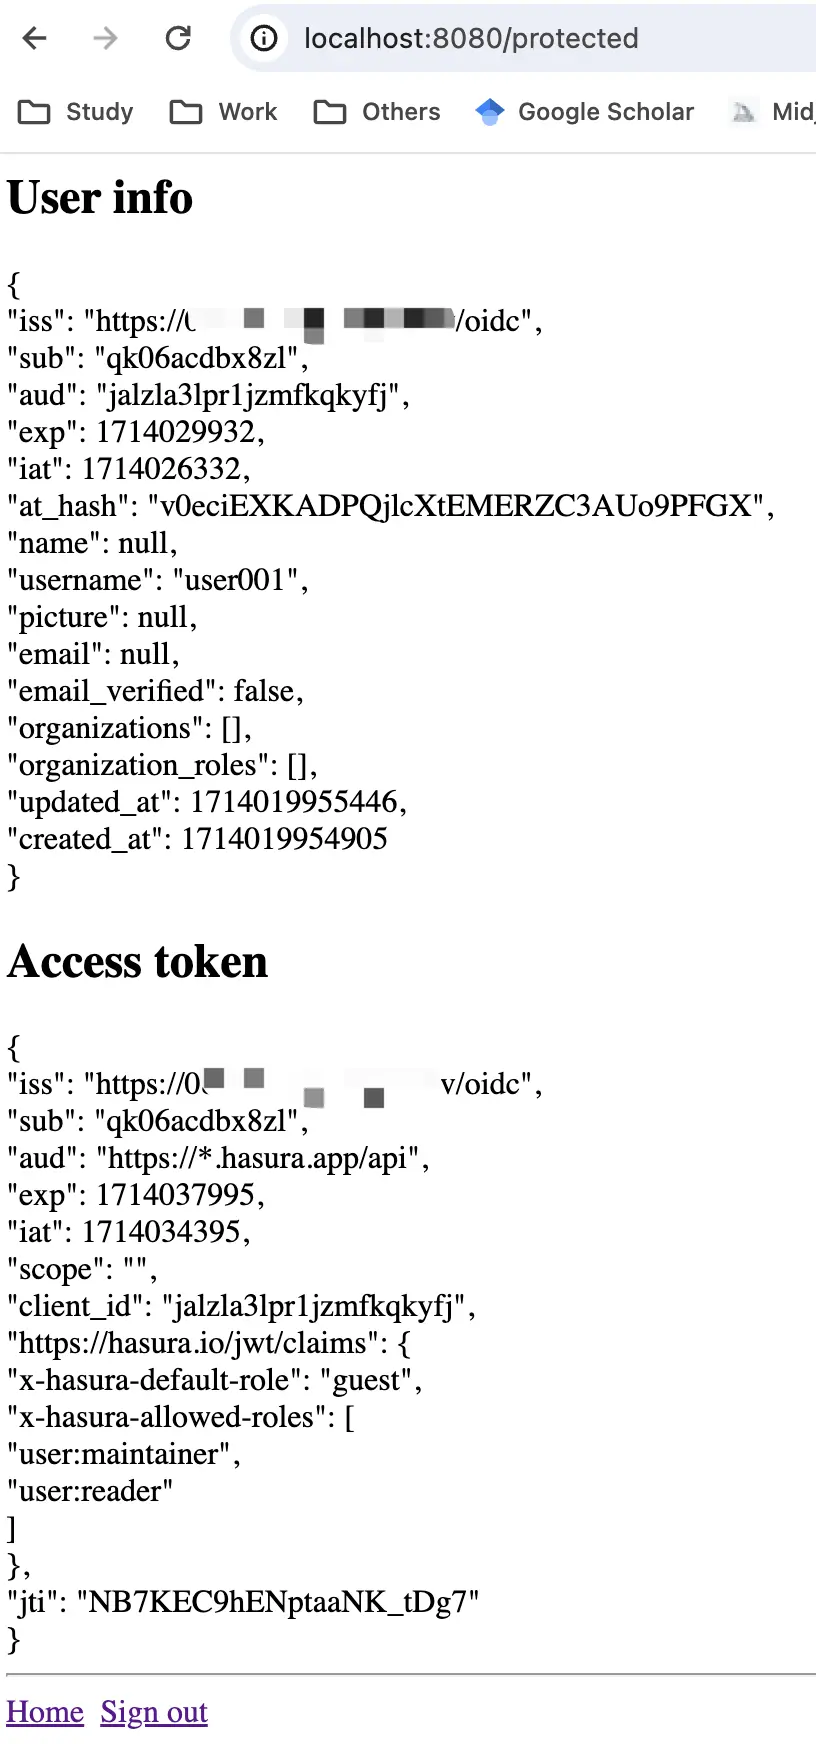 localhost:8080/protected
Study Work Others Google Scholar Mid
User info
{
"iss": "https:// /oidc",
"sub": "qk06acdbx8zl",
"aud": "jalzla3lpr1jzmfkqkyfj",
"exp": 1714029932,
"iat": 1714026332,
"at_hash": "v0eciEXKADPQjlcXtEMERZC3AUo9PFGX",
"name": null,
"username": "user001",
"picture": null,
"email": null,
"email_verified": false,
"organizations": [],
"organization_roles": [],
"updated_at": 1714019955446,
"created_at": 1714019954905
}
Access token
{
"iss": "https://0 v/oidc",
"sub": "qk06acdbx8zl",
"aud": "https://*.hasura.app/api",
"exp": 1714037995,
"iat": 1714034395,
"scope": "",
"client_id": "jalzla3lpr1jzmfkqkyfj",
"https://hasura.io/jwt/claims": {
"x-hasura-default-role": "guest",
"x-hasura-allowed-roles": [
"user:maintainer",
"user:reader"
]
},
"jti": "NB7KEC9hENptaaNK_tDg7"
}
Home Sign out